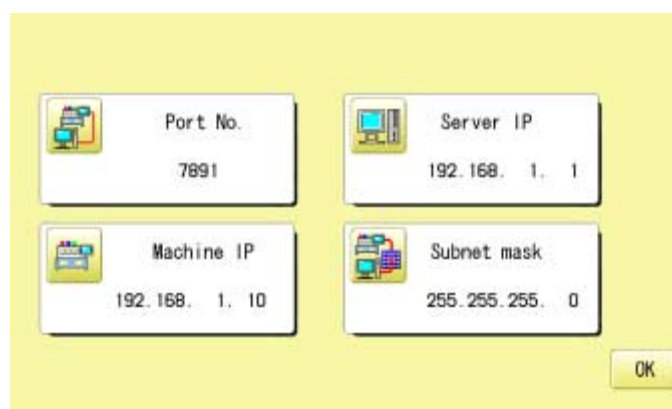 Port No.
7891
Server IP
192.168. 1. 1
Machine IP
192.168. 1. 10
Subnet mask
255.255.255. 0
OK